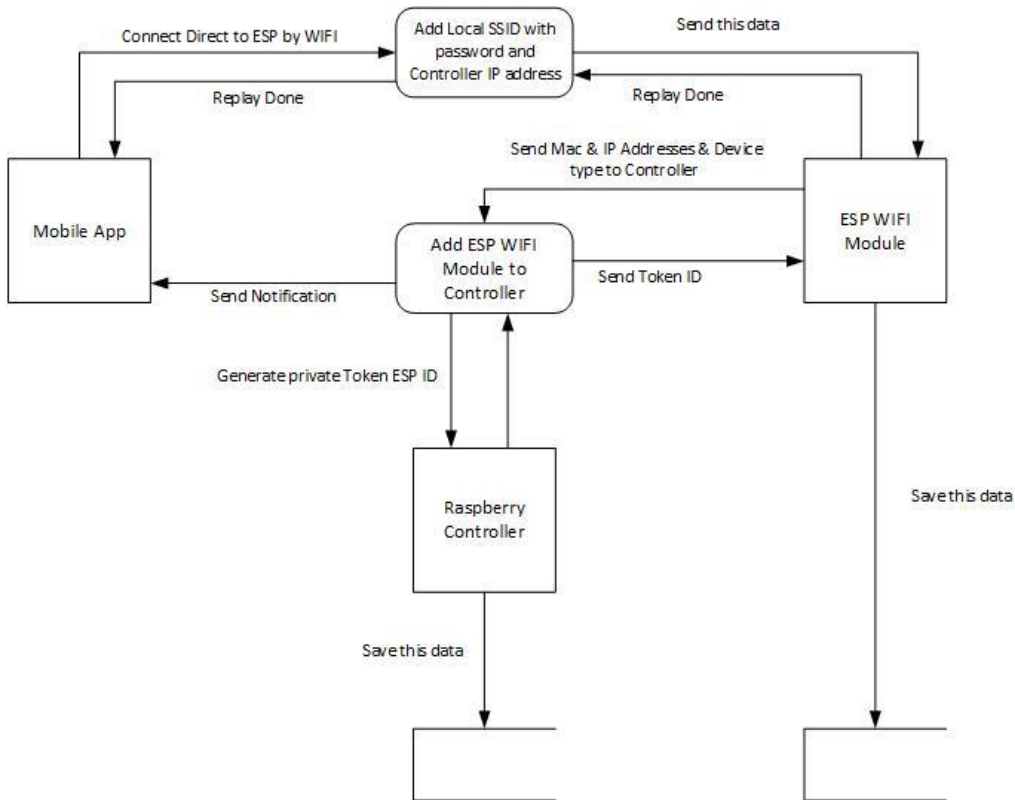 Connect Direct to ESP by WIFI
Add Local SSID with
password and
Controller IP address
Send this data
Replay Done
Replay Done
Send Mac & IP Addresses & Device
type to Controller
Mobile App
ESP WIFI
Module
Add ESP WIFI
Module to
Controller
Send Token ID
Send Notification
Generate private Token ESP ID
Raspberry
Controller
Save this data
Save this data